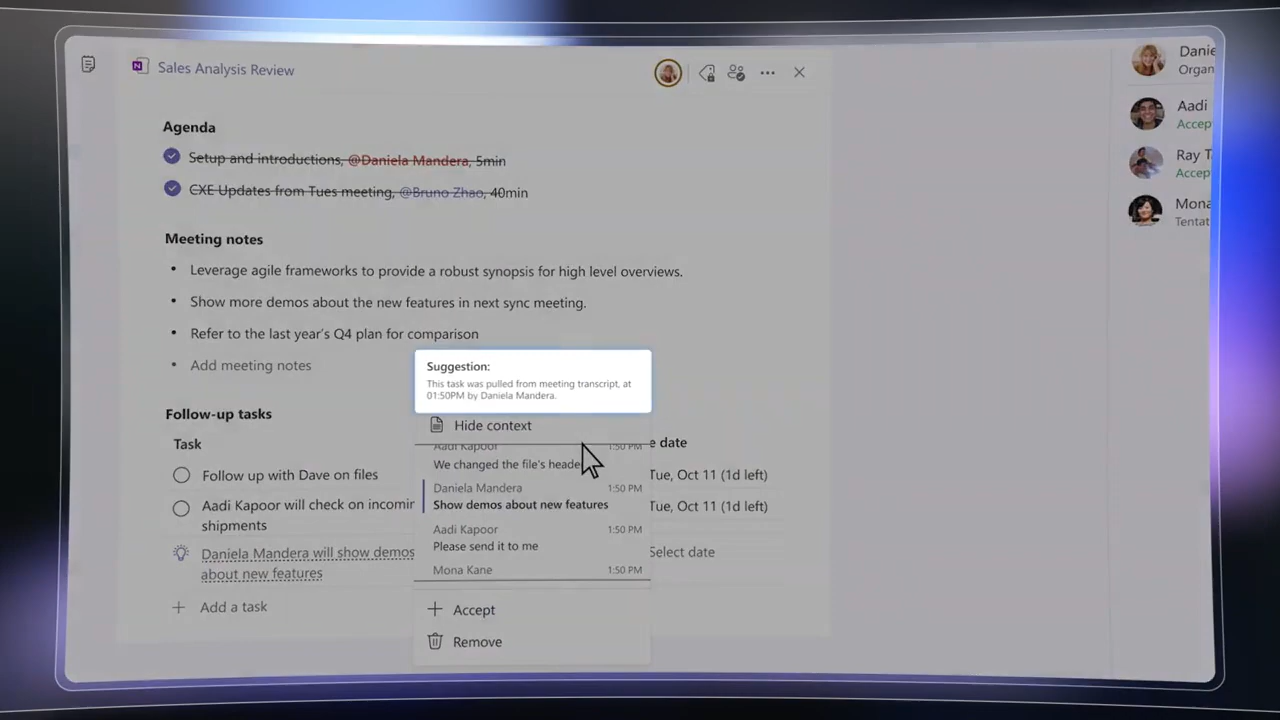 Sales Analysis Review
Agenda
Setup and introductions, @Daniela Mandera, 5min
CXE Updates from Tues meeting, @Bruno Zhao, 40min
Meeting notes
Leverage agile frameworks to provide a robust synopsis for high level overviews.
Show more demos about the new features in next sync meeting.
Refer to the last year's Q4 plan for comparison
Add meeting notes
Follow-up tasks
Task
e date
Follow up with Dave on files
Tue, Oct 11 (1d left)
Aadi Kapoor will check on incomin
shipments
Tue, Oct 11 (1d left)
Daniela Mandera will show demos
about new features
Select date
Add a task
Suggestion:
This task was pulled from meeting transcript, at
01:50PM by Daniela Mandera.
Hide context
Aadi Kapoor 1:50 PM
We changed the file's heade
Daniela Mandera 1:50 PM
Show demos about new features
Aadi Kapoor 1:50 PM
Please send it to me
Mona Kane 1:50 PM
Accept
Remove
Danie
Organ
Aadi
Accep
Ray T
Accep
Mona
Tentat